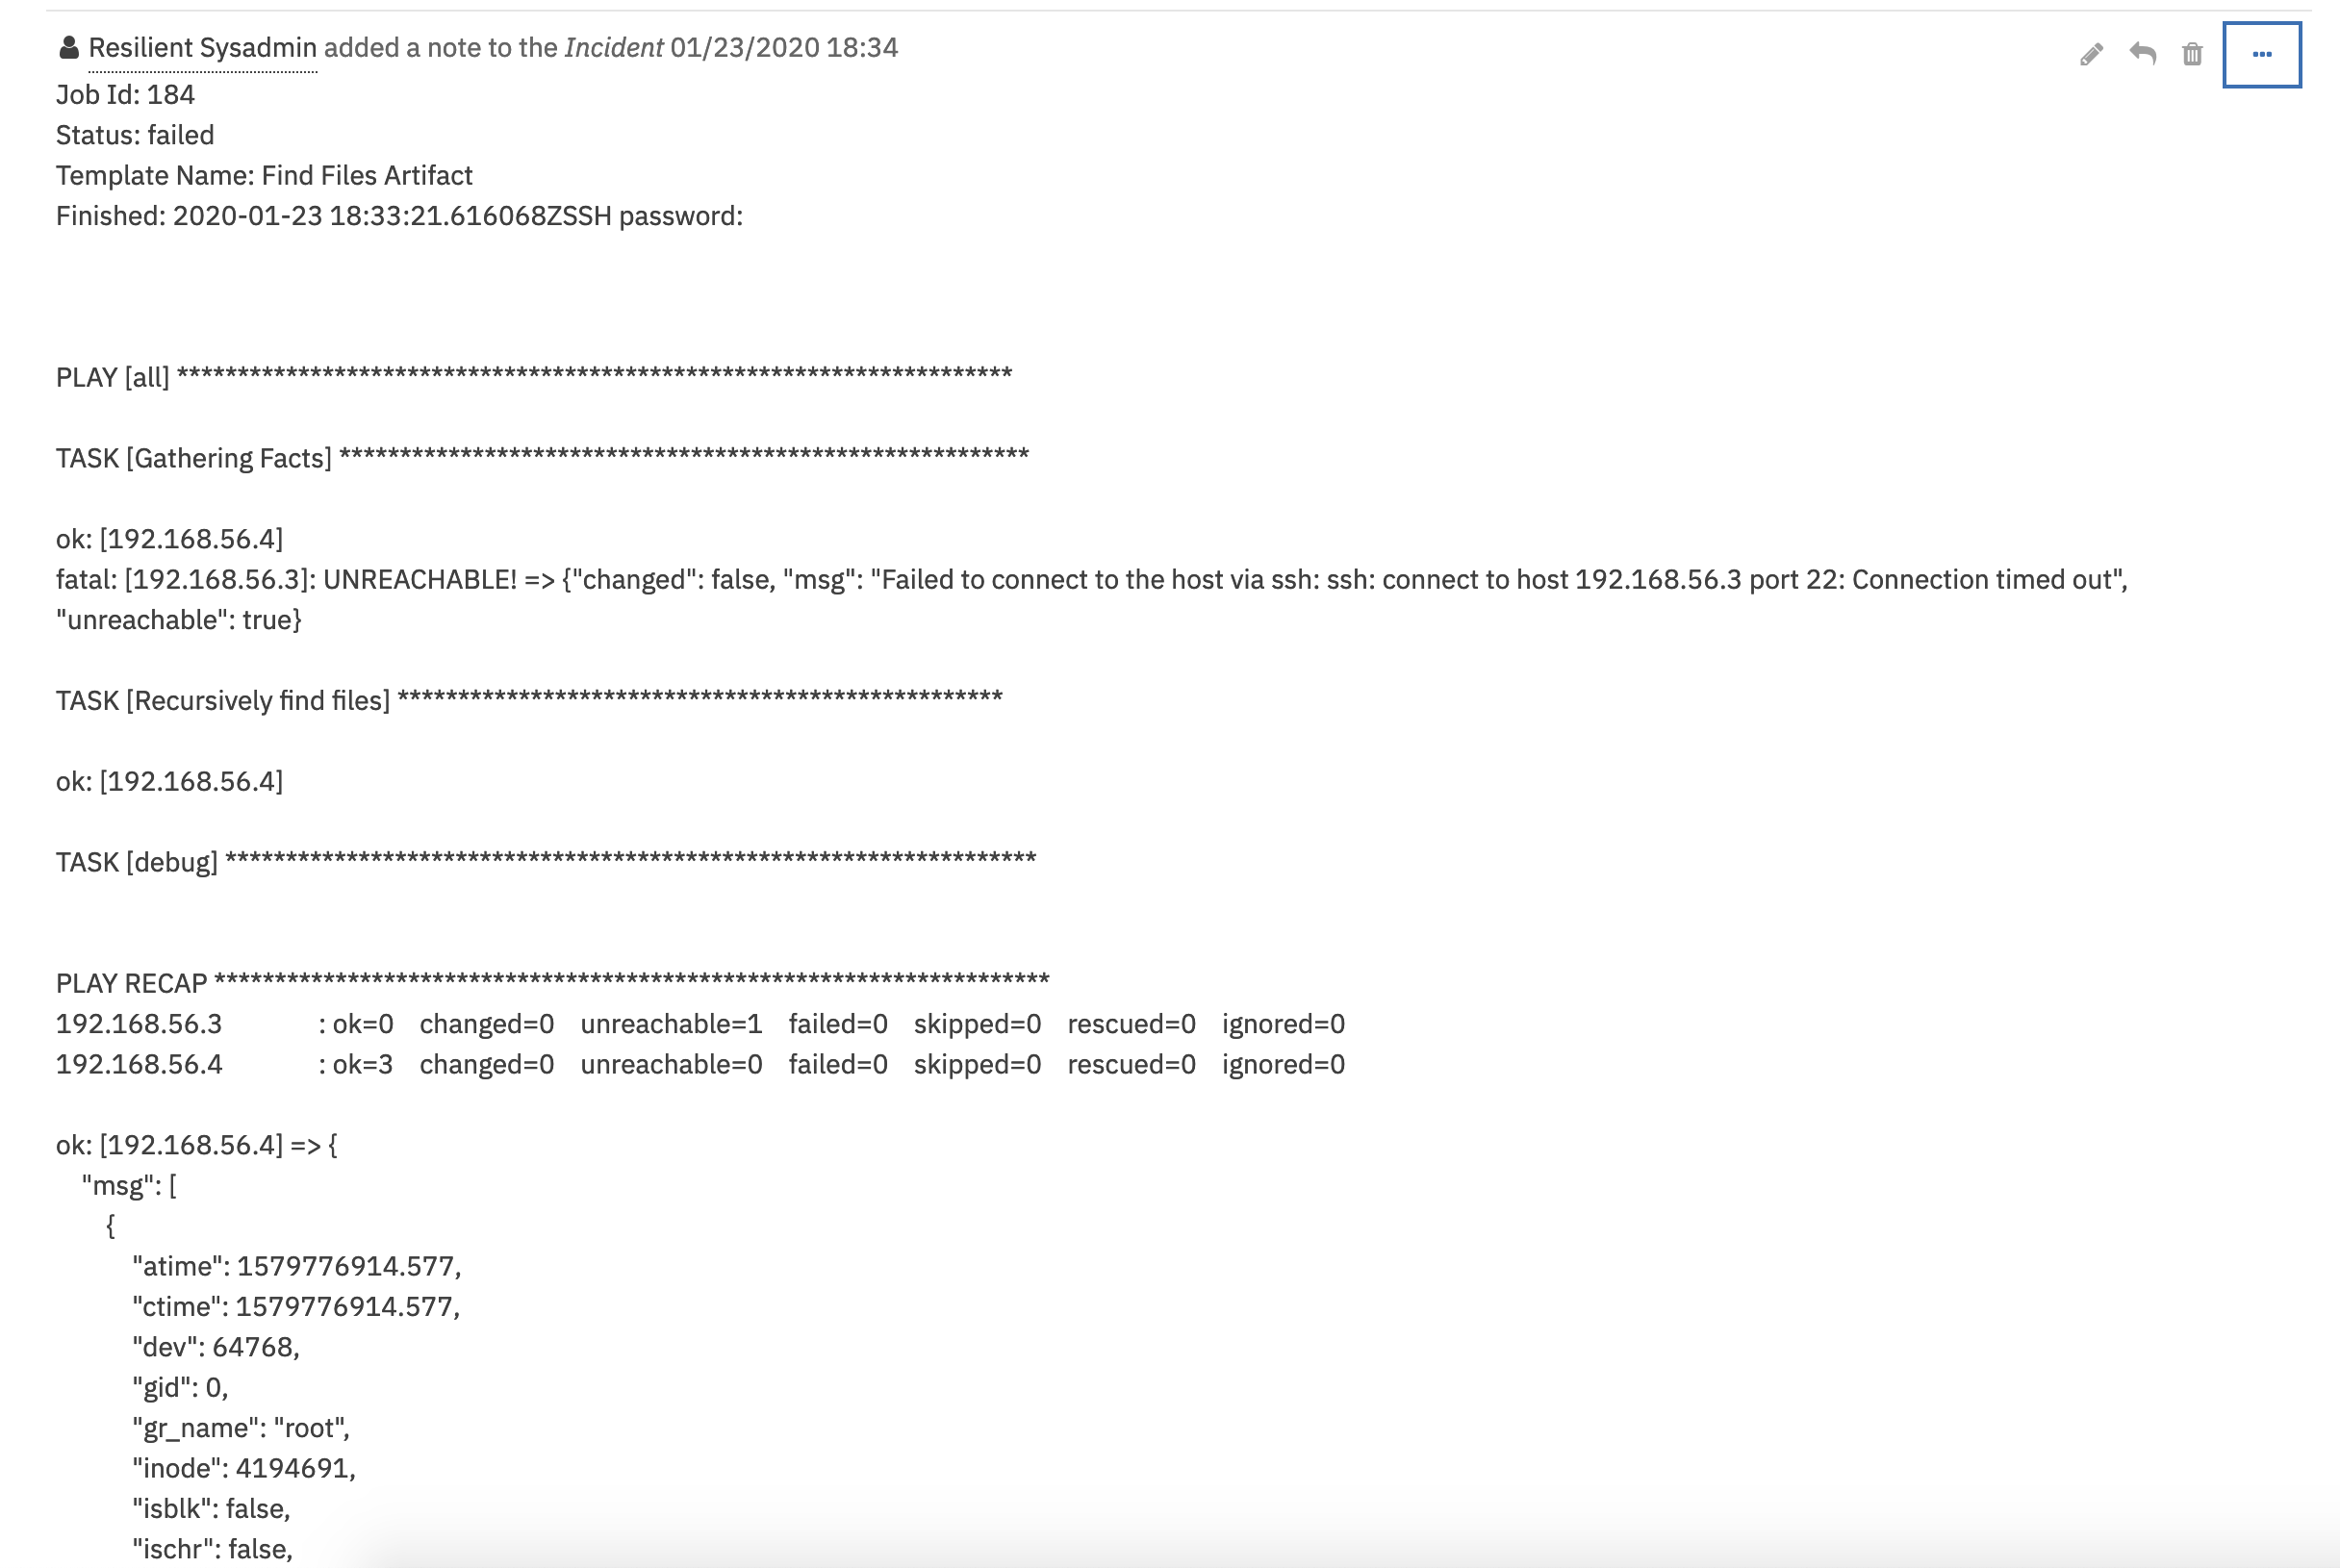 Resilient Sysadmin added a note to the Incident 01/23/2020 18:34
Job Id: 184
Status: failed
Template Name: Find Files Artifact
Finished: 2020-01-23 18:33:21.616068ZSSH password:
PLAY [all] *********************************************************************
TASK [Gathering Facts] *********************************************************
ok: [192.168.56.4]
fatal: [192.168.56.3]: UNREACHABLE! => {"changed": false, "msg": "Failed to connect to the host via ssh: ssh: connect to host 192.168.56.3 port 22: Connection timed out",
"unreachable": true}
TASK [Recursively find files] **************************************************
ok: [192.168.56.4]
TASK [debug] *******************************************************************
PLAY RECAP *********************************************************************
192.168.56.3 : ok=0 changed=0 unreachable=1 failed=0 skipped=0 rescued=0 ignored=0
192.168.56.4 : ok=3 changed=0 unreachable=0 failed=0 skipped=0 rescued=0 ignored=0
ok: [192.168.56.4] => {
"msg": [
{
"atime": 1579776914.577,
"ctime": 1579776914.577,
"dev": 64768,
"gid": 0,
"gr_name": "root",
"inode": 4194691,
"isblk": false,
"ischr": false,